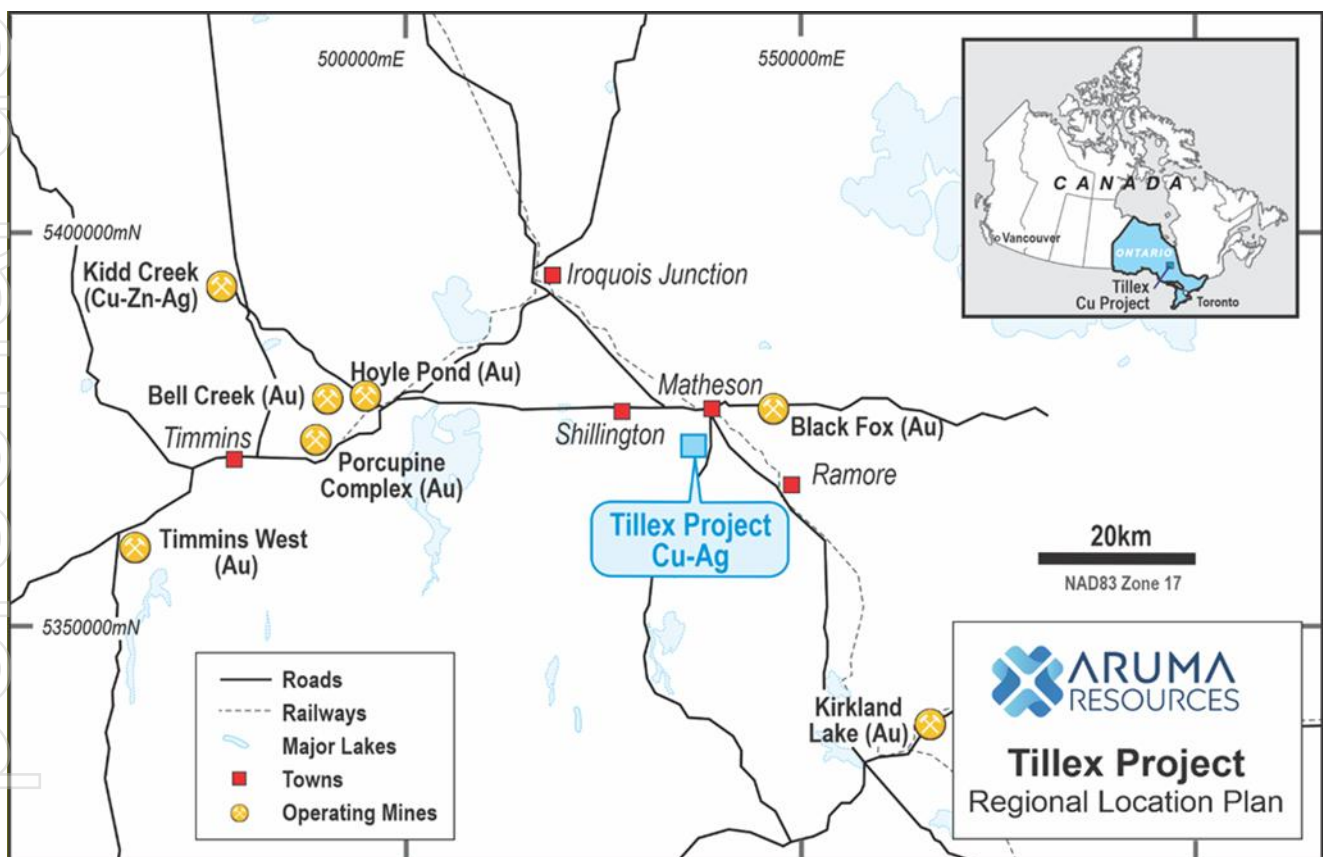 500000mE
550000mE
5400000mN
5350000mN
CANADA
Vancouver
ONTARIO
Tillex
Cu Project
Toronto
Kidd Creek
(Cu-Zn-Ag)
Iroquois Junction
Hoyle Pond (Au)
Bell Creek (Au)
Matheson
Timmins
Shillington
Black Fox (Au)
Porcupine
Complex (Au)
Ramore
Tillex Project
Cu-Ag
Timmins West
(Au)
20km
NAD83 Zone 17
Roads
Railways
Major Lakes
Towns
Operating Mines
Kirkland
Lake (Au)
ARUMA
RESOURCES
Tillex Project
Regional Location Plan